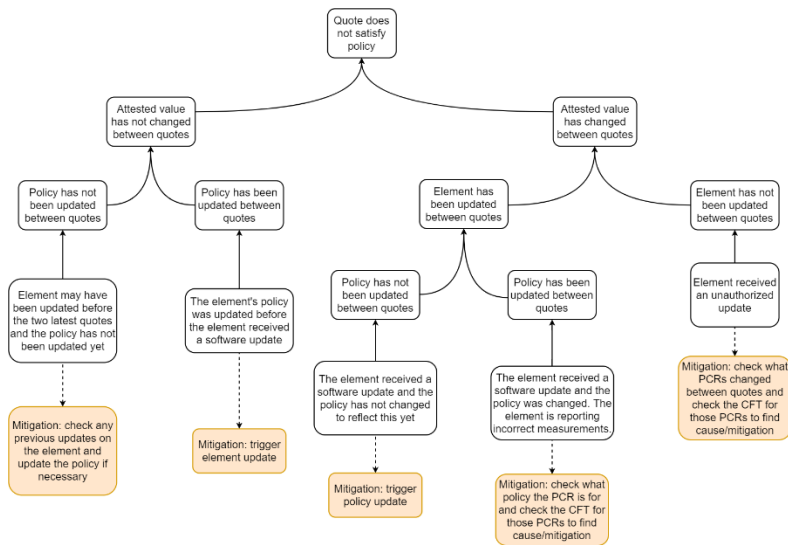 Quote does
not satisfy
policy
Attested value
has not changed
between quotes
Attested value
has changed
between quotes
Policy has not
been updated
between quotes
Policy has been
updated between
quotes
Element has
been updated
between quotes
Element has not
been updated
between quotes
Element may have
been updated before
the two latest quotes
and the policy has not
been updated yet
The element's policy
was updated before
the element received
a software update
Policy has not
been updated
between quotes
Policy has been
updated between
quotes
Element received
an unauthorized
update
The element received a
software update and the
policy has not changed
to reflect this yet
The element received a
software update and the
policy was changed. The
element is reporting
incorrect measurements.
Mitigation: check what
PCRs changed
between quotes and
check the CFT for
those PCRs to find
cause/mitigation
Mitigation: check any
previous updates on
the element and
update the policy if
necessary
Mitigation: trigger
element update
Mitigation: trigger
policy update
Mitigation: check what
policy the PCR is for
and check the CFT for
those PCRs to find
cause/mitigation